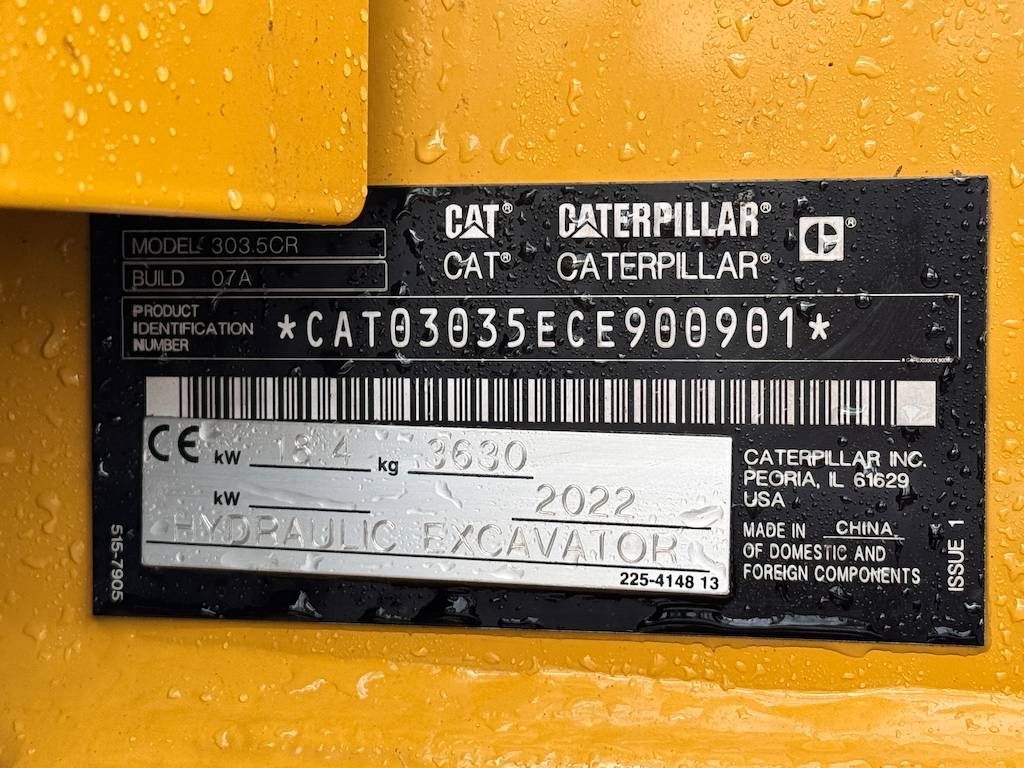 MODEL 303.5CR
BUILD 07A
CAT® CATERPILLAR® C®
CAT® CATERPILLAR®
PRODUCT
IDENTIFICATION
NUMBER
*CAT03035ECE900901*
CE kW 18.4 kg 3630
kW 2022
HYDRAULIC EXCAVATOR
225-4148 13
CATERPILLAR INC.
PEORIA, IL 61629
USA
MADE IN CHINA
OF DOMESTIC AND
FOREIGN COMPONENTS
515-7905
ISSUE 1